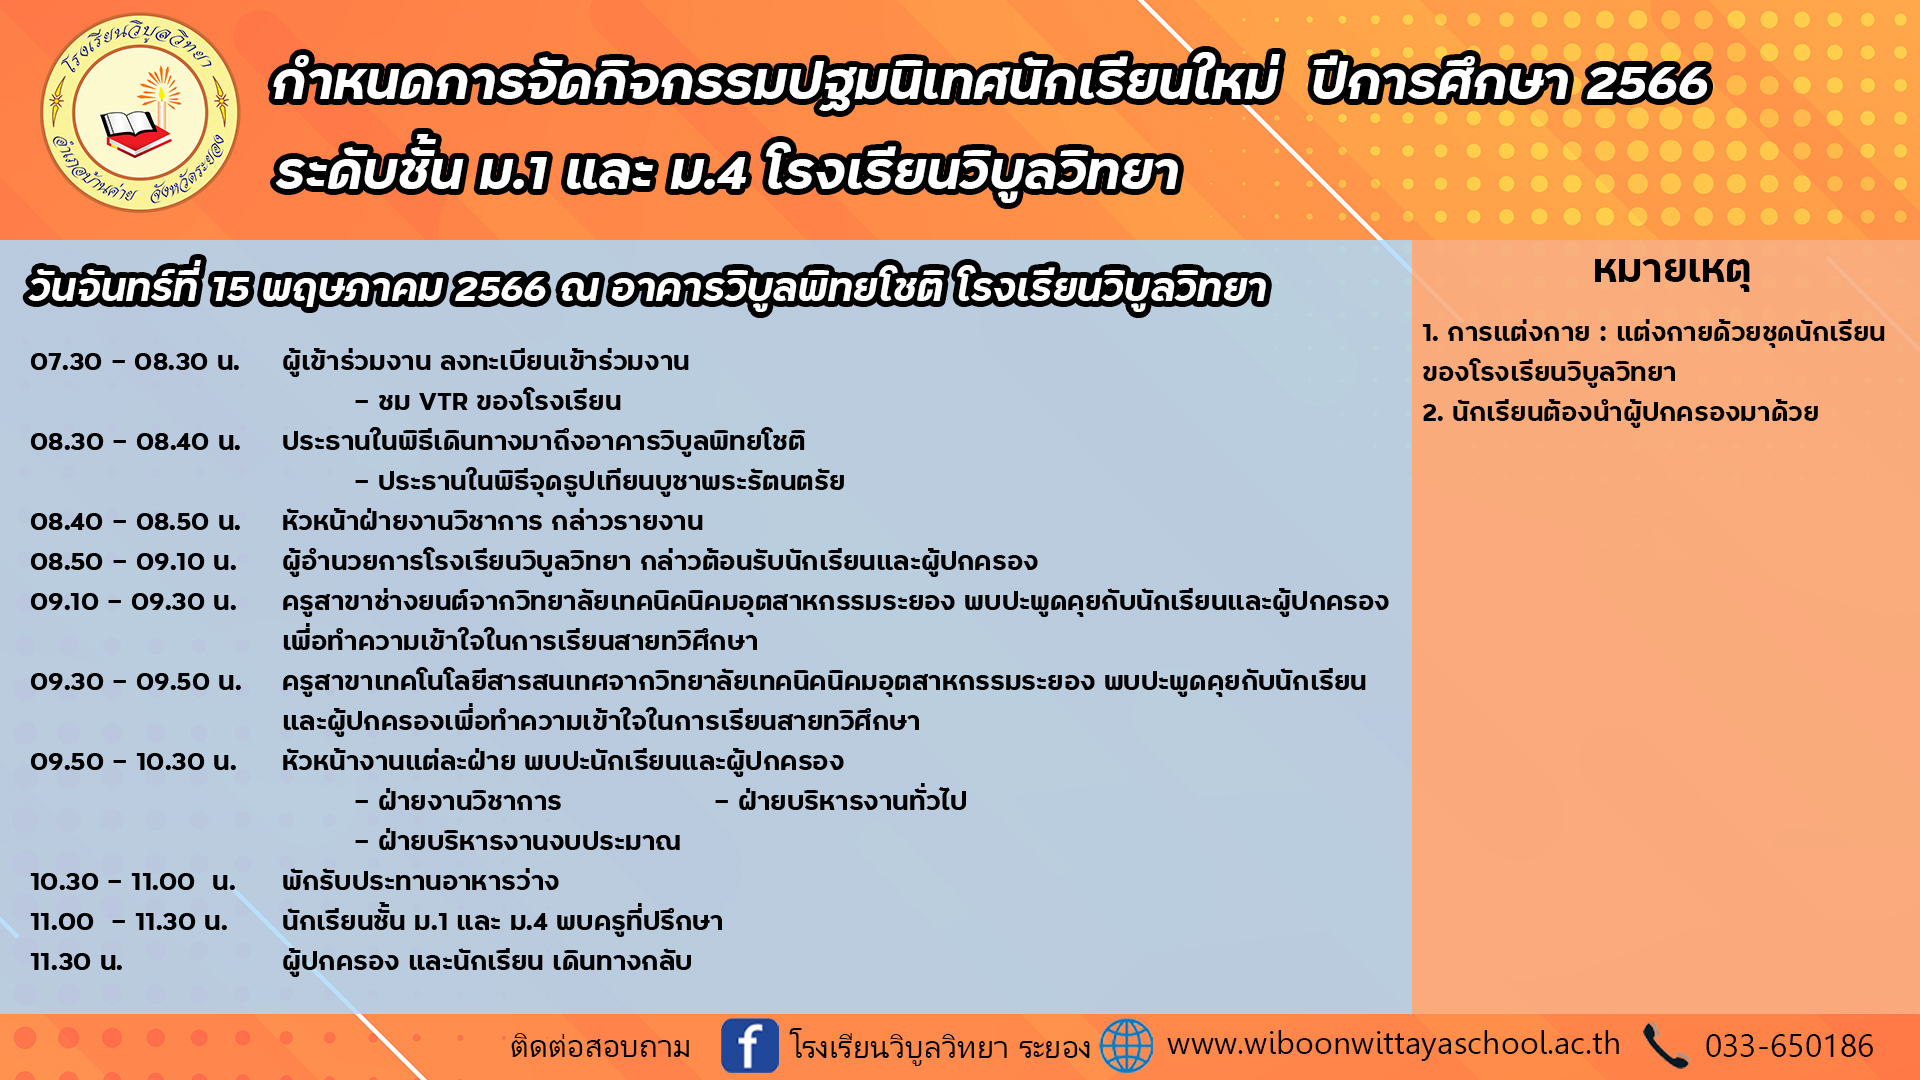 โรงเรียนวิบูลวิทยา
อำเภอบ้านค่าย จังหวัดระยอง
กำหนดการจัดกิจกรรมปฐมนิเทศนักเรียนใหม่ ปีการศึกษา 2566
ระดับชั้น ม.1 และ ม.4 โรงเรียนวิบูลวิทยา
วันจันทร์ที่ 15 พฤษภาคม 2566 ณ อาคารวิบูลพิทยโชติ โรงเรียนวิบูลวิทยา
07.30 – 08.30 น. ผู้เข้าร่วมงาน ลงทะเบียนเข้าร่วมงาน
– ชม VTR ของโรงเรียน
08.30 – 08.40 น. ประธานในพิธีเดินทางมาถึงอาคารวิบูลพิทยโชติ
– ประธานในพิธีจุดธูปเทียนบูชาพระรัตนตรัย
08.40 – 08.50 น. หัวหน้าฝ่ายงานวิชาการ กล่าวรายงาน
08.50 – 09.10 น. ผู้อำนวยการโรงเรียนวิบูลวิทยา กล่าวต้อนรับนักเรียนและผู้ปกครอง
09.10 – 09.30 น. ครูสาขาช่างยนต์จากวิทยาลัยเทคนิคนิคมอุตสาหกรรมระยอง พบปะพูดคุยกับนักเรียนและผู้ปกครอง
เพื่อทำความเข้าใจในการเรียนสายทวิศึกษา
09.30 – 09.50 น. ครูสาขาเทคโนโลยีสารสนเทศจากวิทยาลัยเทคนิคนิคมอุตสาหกรรมระยอง พบปะพูดคุยกับนักเรียน
และผู้ปกครองเพื่อทำความเข้าใจในการเรียนสายทวิศึกษา
09.50 – 10.30 น. หัวหน้างานแต่ละฝ่าย พบปะนักเรียนและผู้ปกครอง
– ฝ่ายงานวิชาการ – ฝ่ายบริหารงานทั่วไป
– ฝ่ายบริหารงานงบประมาณ
10.30 – 11.00 น. พักรับประทานอาหารว่าง
11.00 – 11.30 น. นักเรียนชั้น ม.1 และ ม.4 พบครูที่ปรึกษา
11.30 น. ผู้ปกครอง และนักเรียน เดินทางกลับ
หมายเหตุ
1. การแต่งกาย : แต่งกายด้วยชุดนักเรียน
ของโรงเรียนวิบูลวิทยา
2. นักเรียนต้องนำผู้ปกครองมาด้วย
ติดต่อสอบถาม f โรงเรียนวิบูลวิทยา ระยอง www.wiboonwittayaschool.ac.th 033-650186